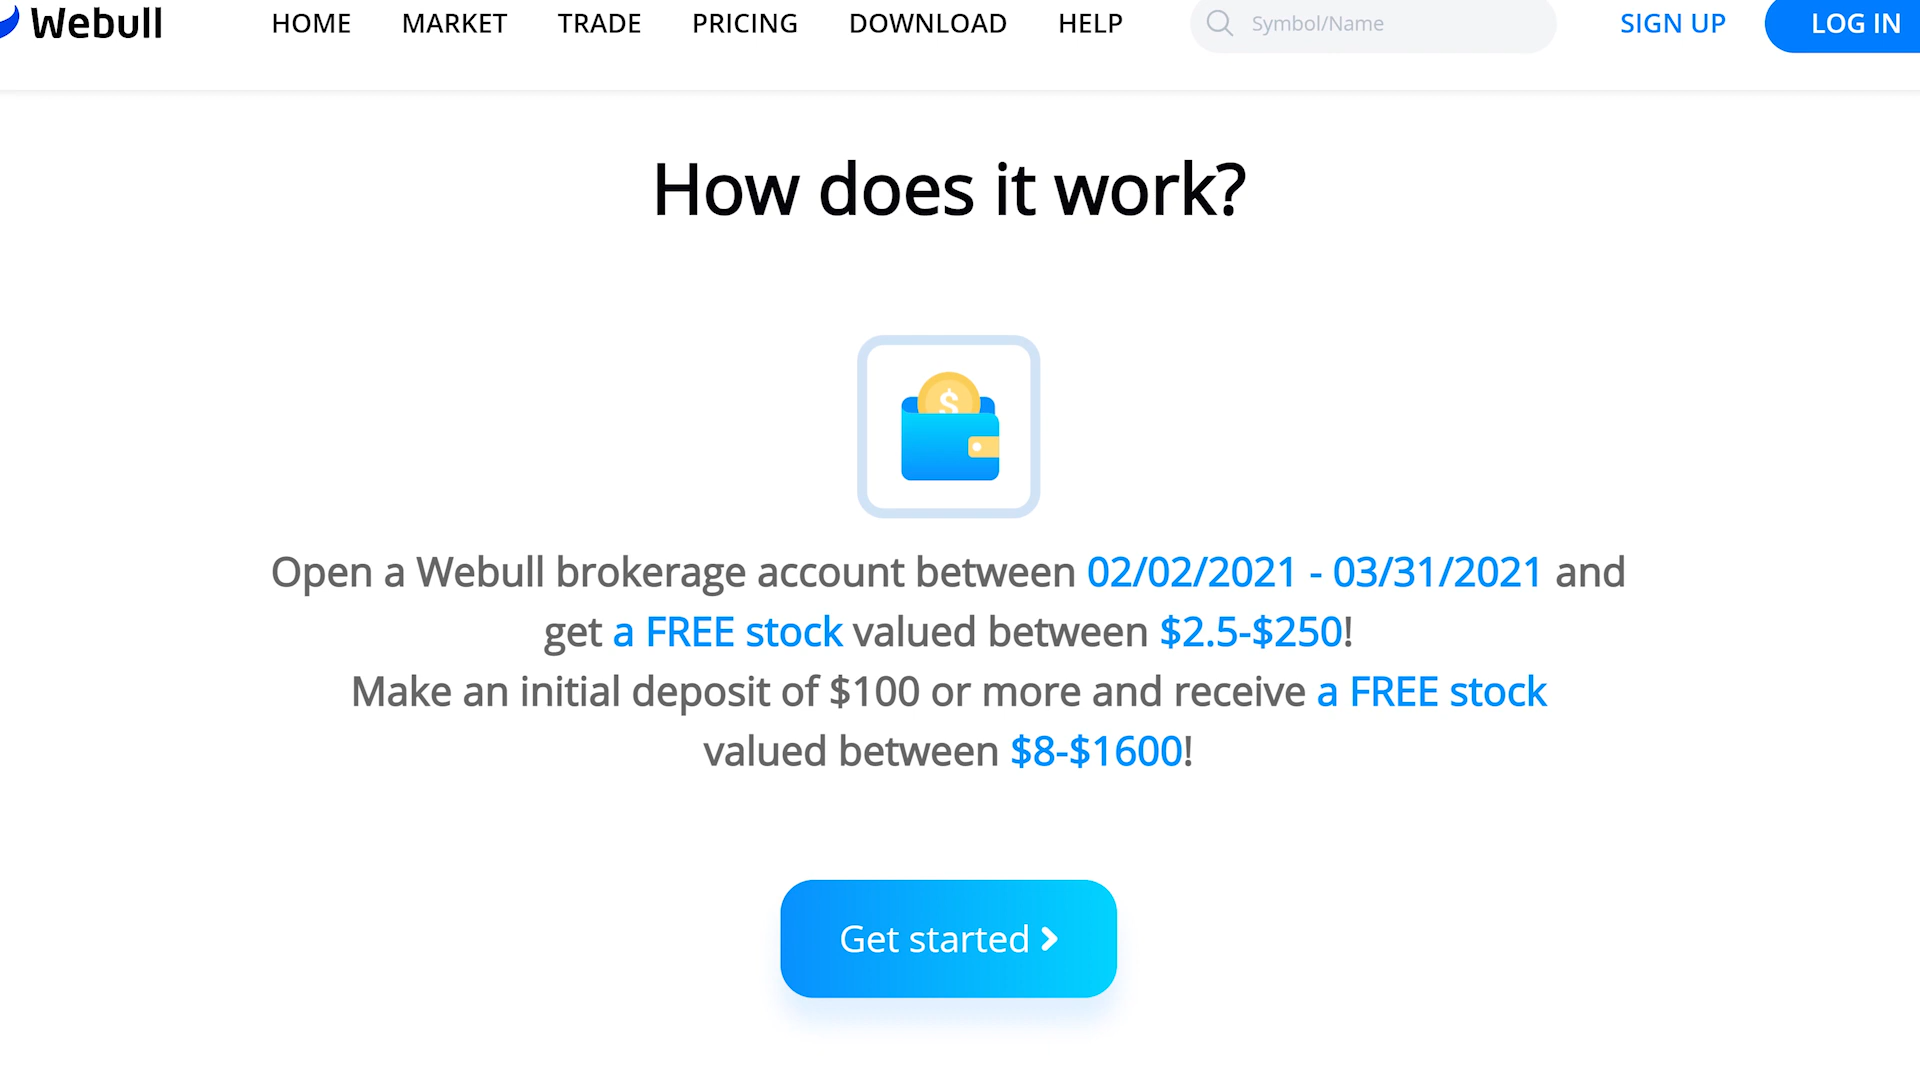 Webull HOME MARKET TRADE PRICING DOWNLOAD HELP Symbol/Name SIGN UP LOG IN
How does it work?
$
Open a Webull brokerage account between 02/02/2021 - 03/31/2021 and
get a FREE stock valued between $2.5-$250!
Make an initial deposit of $100 or more and receive a FREE stock
valued between $8-$1600!
Get started